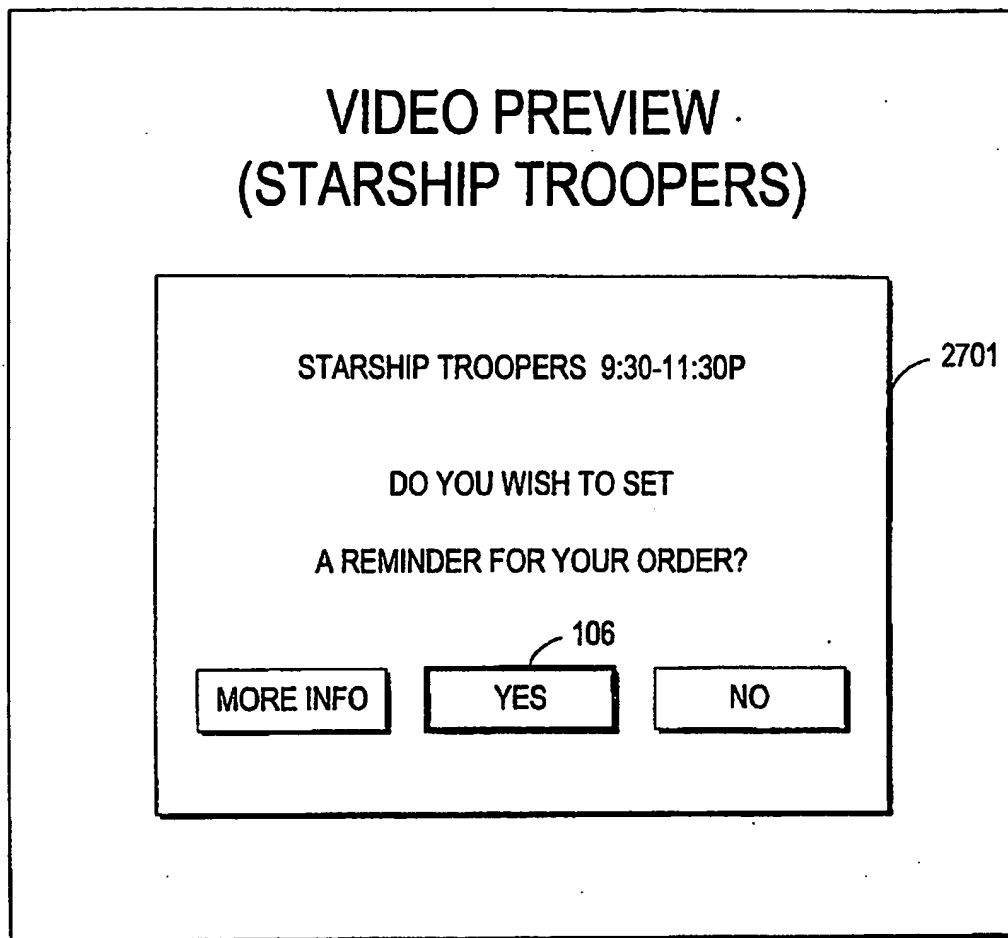 VIDEO PREVIEW
(STARSHIP TROOPERS)
STARSHIP TROOPERS 9:30-11:30P
2701
DO YOU WISH TO SET
A REMINDER FOR YOUR ORDER?
106
MORE INFO YES NO